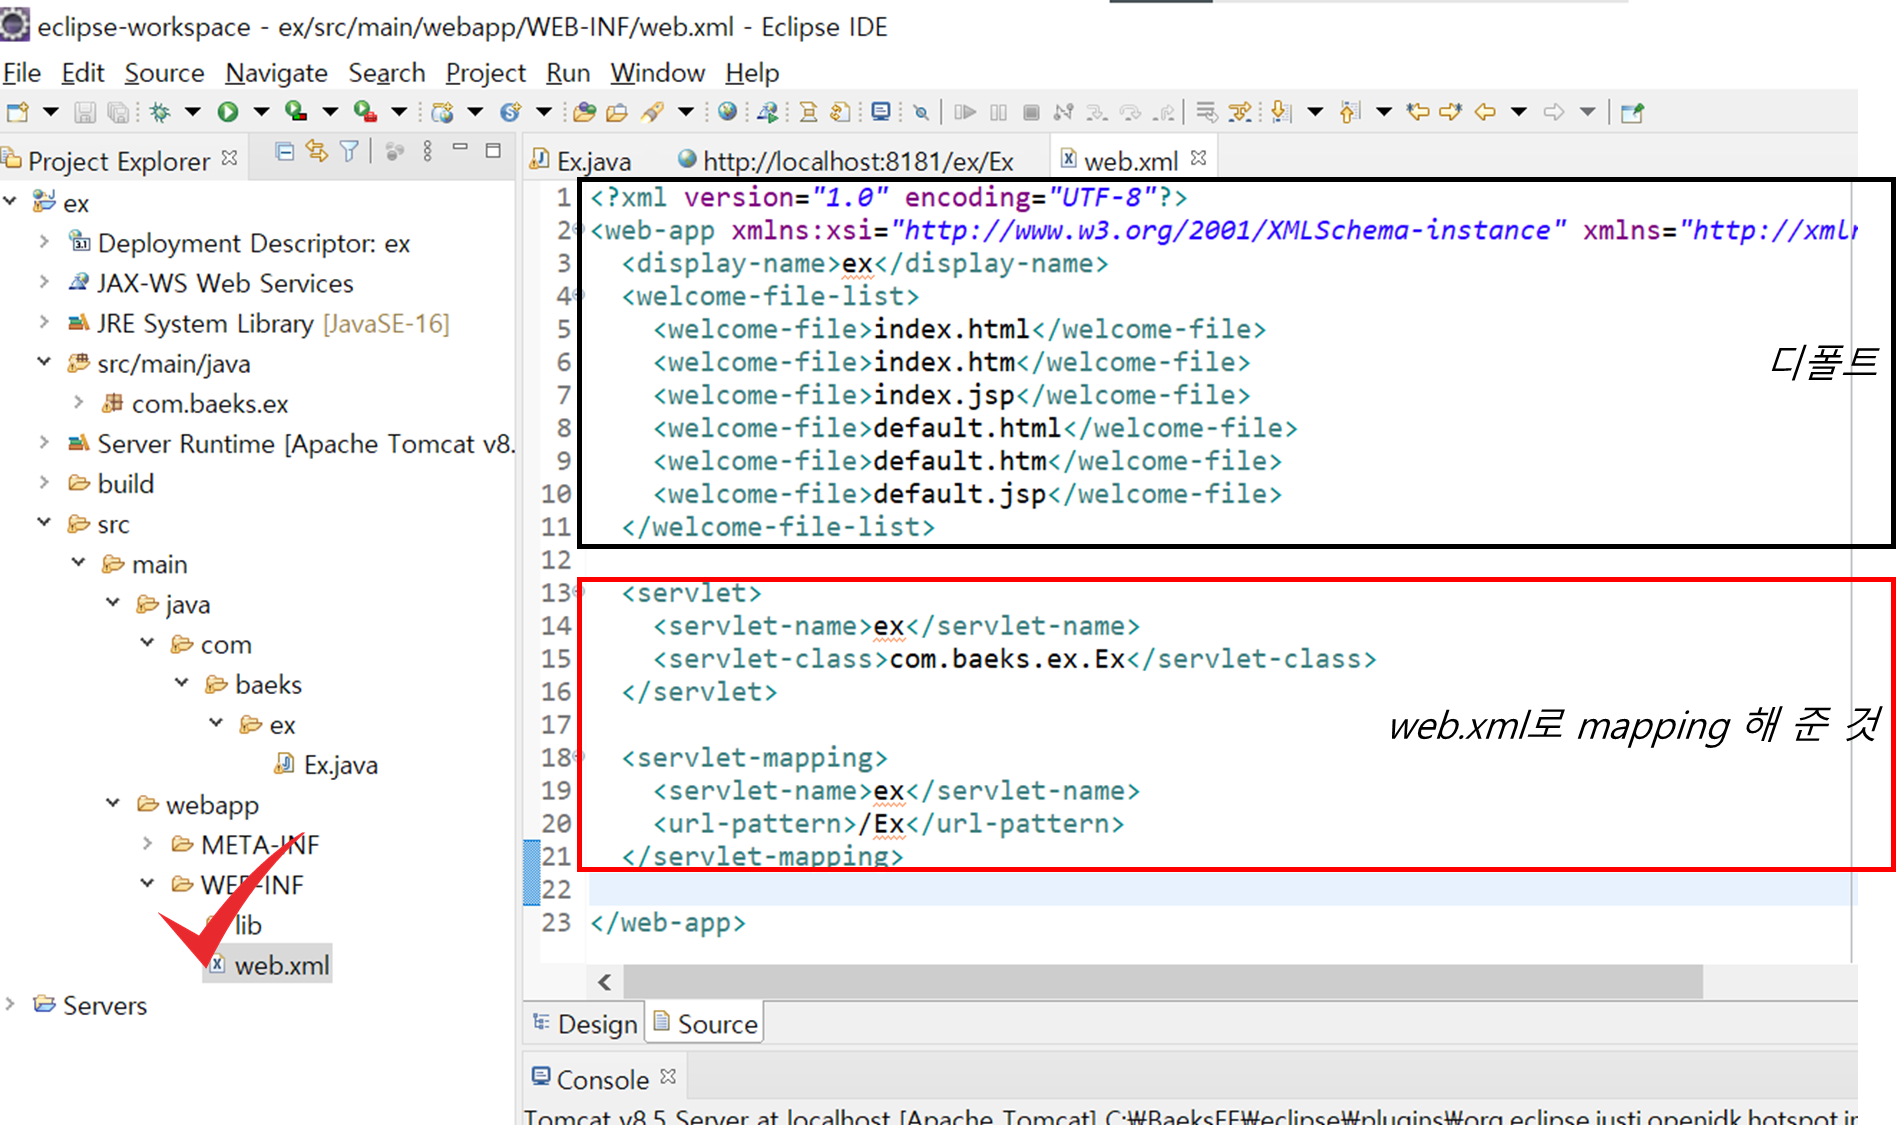 eclipse-workspace - ex/src/main/webapp/WEB-INF/web.xml - Eclipse IDE
File Edit Source Navigate Search Project Run Window Help
Project Explorer
ex
Deployment Descriptor: ex
JAX-WS Web Services
JRE System Library [JavaSE-16]
src/main/java
com.baeks.ex
Server Runtime [Apache Tomcat v8.
build
src
main
java
com
baeks
ex
Ex.java
webapp
META-INF
WEB-INF
lib
web.xml
Servers
Ex.java http://localhost:8181/ex/Ex web.xml
1 <?xml version="1.0" encoding="UTF-8"?>
2 <web-app xmlns:xsi="http://www.w3.org/2001/XMLSchema-instance" xmlns="http://xml
3 <display-name>ex</display-name>
4 <welcome-file-list>
5 <welcome-file>index.html</welcome-file>
6 <welcome-file>index.htm</welcome-file>
7 <welcome-file>index.jsp</welcome-file>
8 <welcome-file>default.html</welcome-file>
9 <welcome-file>default.htm</welcome-file>
10 <welcome-file>default.jsp</welcome-file>
11 </welcome-file-list>
디폴트
12
13 <servlet>
14 <servlet-name>ex</servlet-name>
15 <servlet-class>com.baeks.ex.Ex</servlet-class>
16 </servlet>
17
18 <servlet-mapping>
19 <servlet-name>ex</servlet-name>
20 <url-pattern>/Ex</url-pattern>
21 </servlet-mapping>
web.xml로 mapping 해 준 것
22
23 </web-app>
Design Source
Console
Tomcat v8.5 Server at localhost [Apache Tomcat] C:₩BaeksEE₩eclipse₩plugins₩org.eclipse.justj.openjdk.hotspot.j